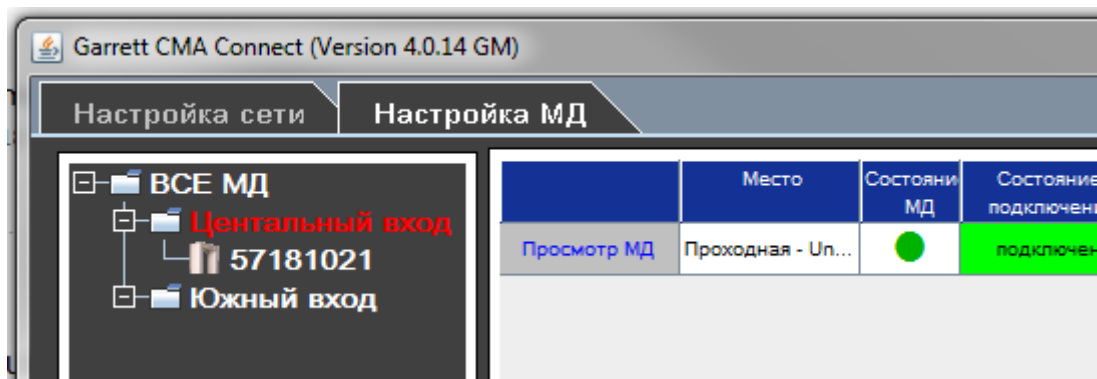 Garrett CMA Connect (Version 4.0.14 GM)
Настройка сети
Настройка МД
ВСЕ МД
Центальный вход
57181021
Южный вход
Место
Состояни
МД
Состояние
подключени
Просмотр МД
Проходная - Un...
подключен